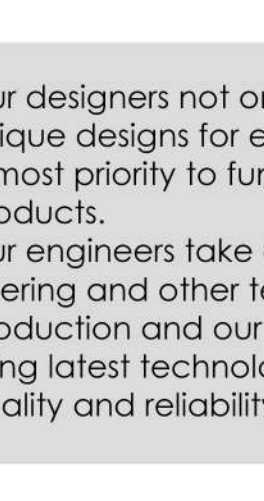 ur designers not or
ique designs for e
most priority to fur
oducts.
ur engineers take
ering and other te
oduction and our
ng latest technolo
ality and reliability